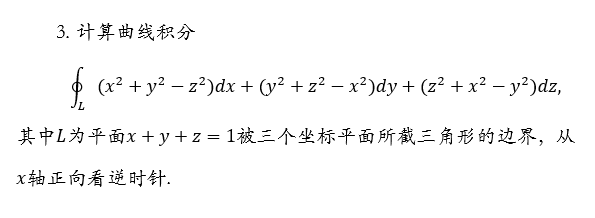 3. 计算曲线积分
∮_L (x² + y² − z²)dx + (y² + z² − x²)dy + (z² + x² − y²)dz,
其中L为平面x + y + z = 1被三个坐标平面所截三角形的边界，从
x轴正向看逆时针.